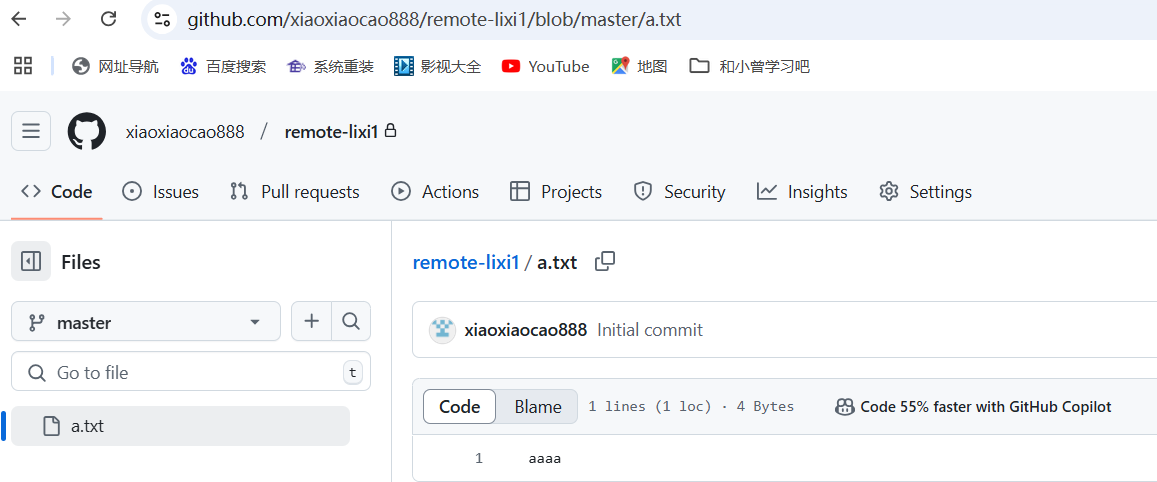 github.com/xiaoxiaocao888/remote-lixi1/blob/master/a.txt
网址导航 百度搜索 系统重装 影视大全 YouTube 地图 和小曾学习吧
xiaoxiaocao888 / remote-lixi1
Code Issues Pull requests Actions Projects Security Insights Settings
Files
master
Go to file t
a.txt
remote-lixi1 / a.txt
xiaoxiaocao888 Initial commit
Code Blame 1 lines (1 loc) · 4 Bytes Code 55% faster with GitHub Copilot
1 aaaa